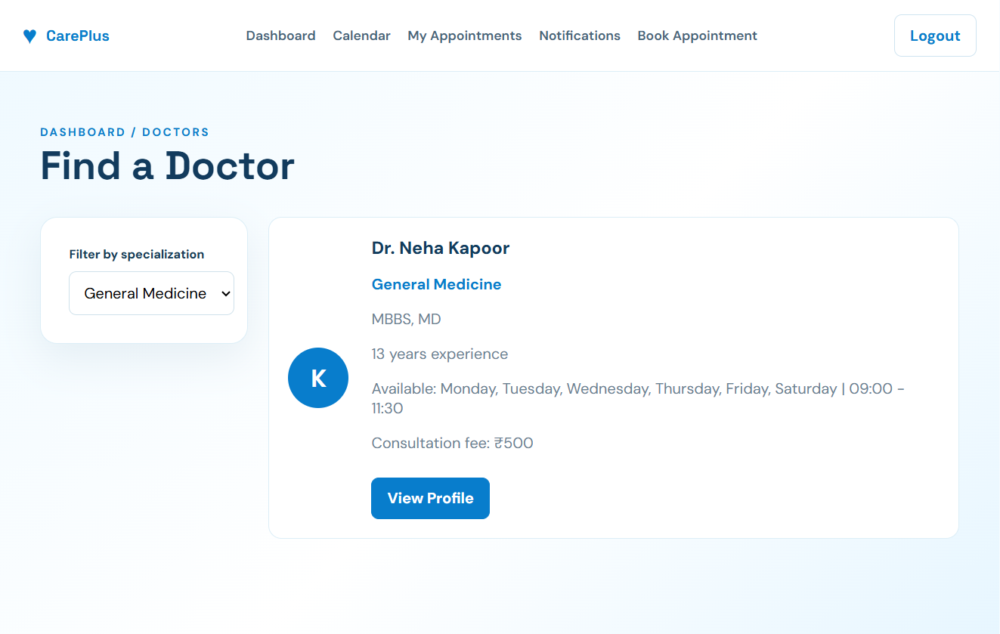 ♥ CarePlus
Dashboard Calendar My Appointments Notifications Book Appointment
Logout
DASHBOARD / DOCTORS
Find a Doctor
Filter by specialization
General Medicine
K
Dr. Neha Kapoor
General Medicine
MBBS, MD
13 years experience
Available: Monday, Tuesday, Wednesday, Thursday, Friday, Saturday | 09:00 -
11:30
Consultation fee: ₹500
View Profile